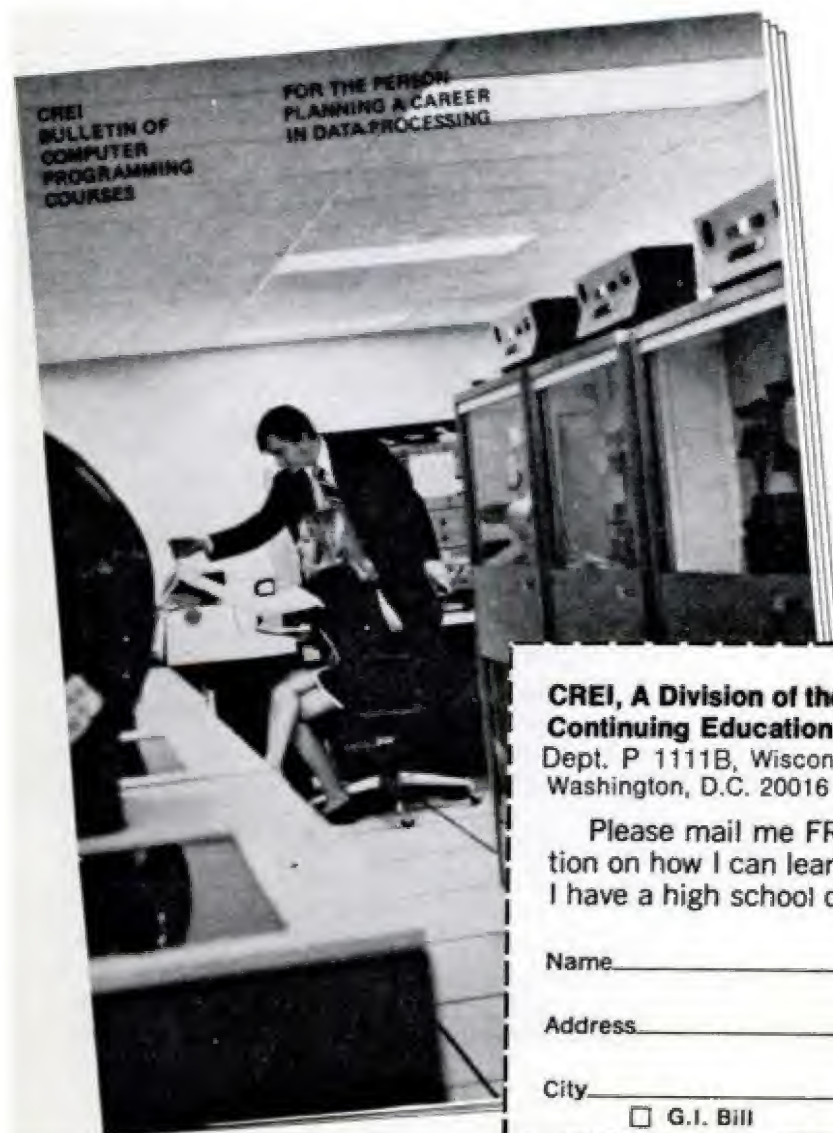 CREI
BULLETIN OF
COMPUTER
PROGRAMMING
COURSES
FOR THE PERSON
PLANNING A CAREER
IN DATA PROCESSING
CREI, A Division of the
Continuing Education
Dept. P 1111B, Wiscon
Washington, D.C. 20016
Please mail me FR
tion on how I can lear
I have a high school
Name
Address
City
☐ G.I. Bill